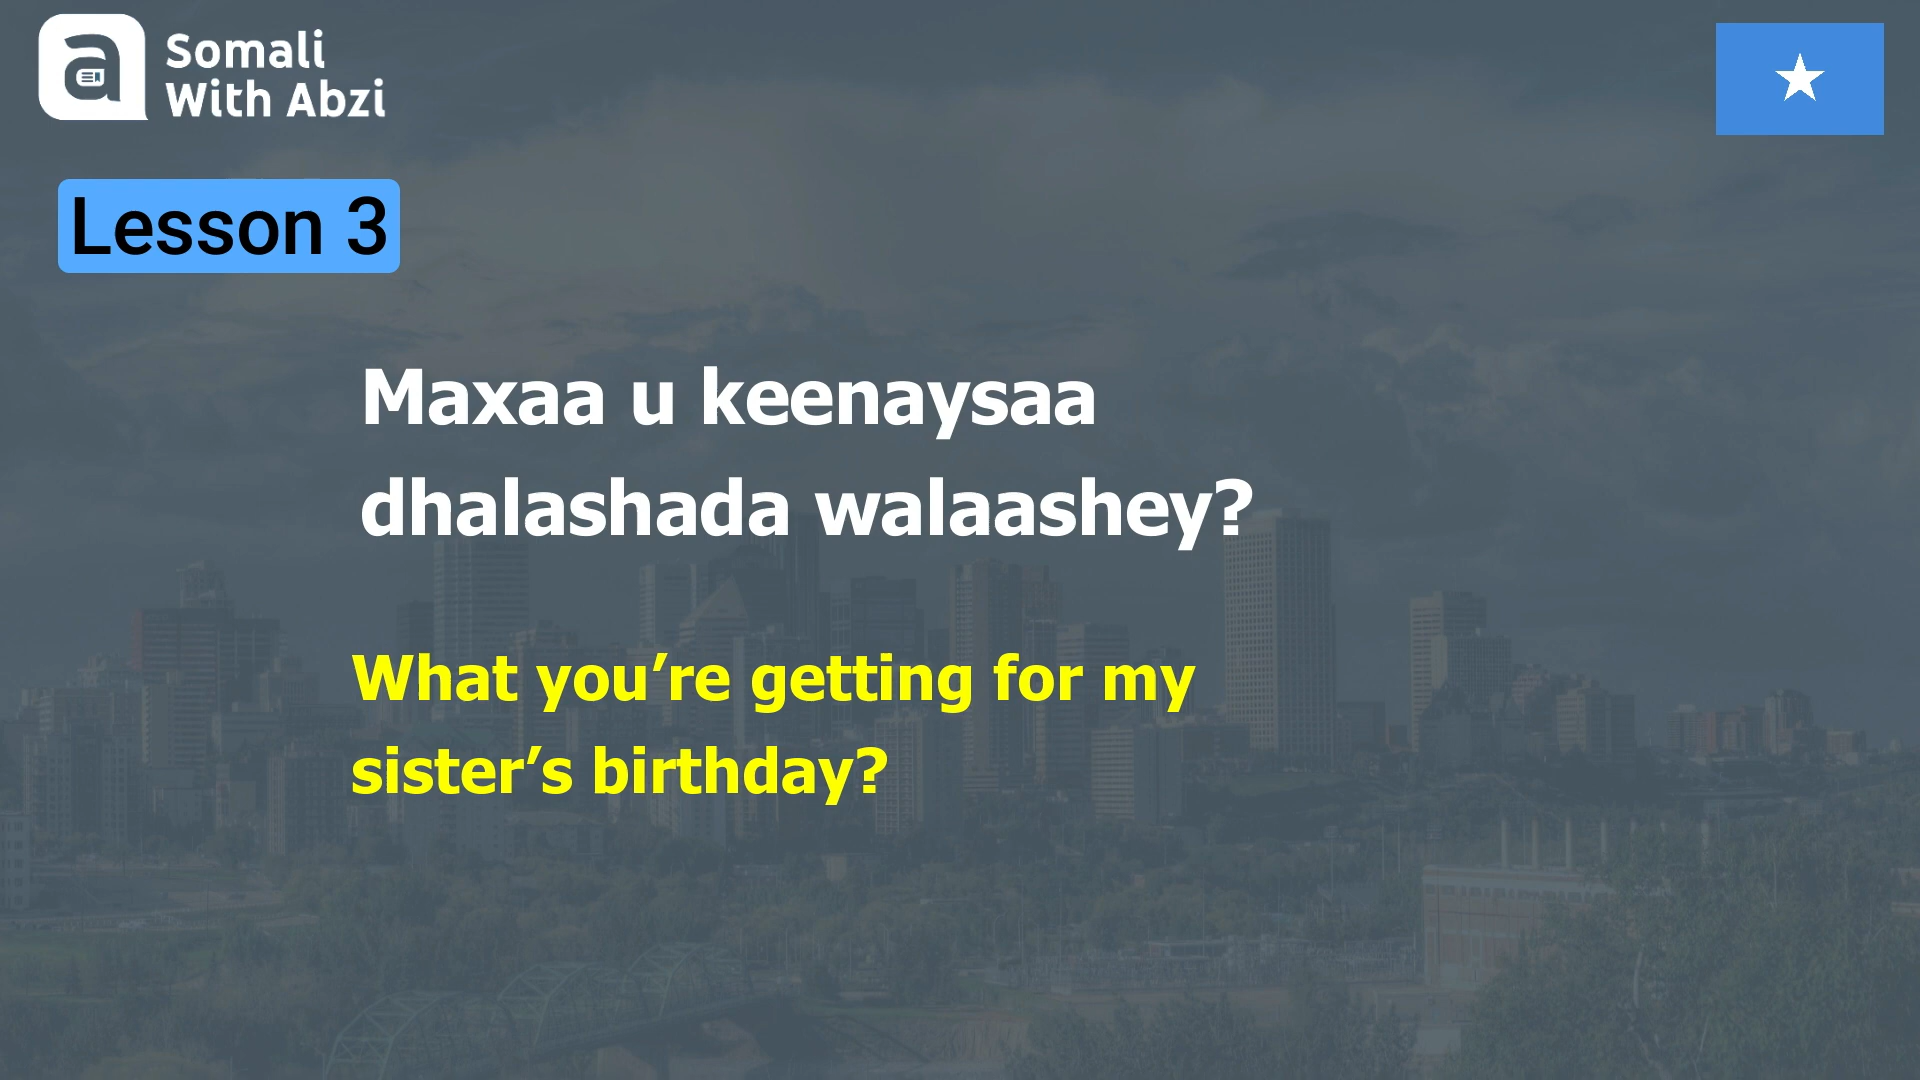 a
Somali
With Abzi
Lesson 3
Maxaa u keenaysaa
dhalashada walaashey?
What you’re getting for my
sister’s birthday?